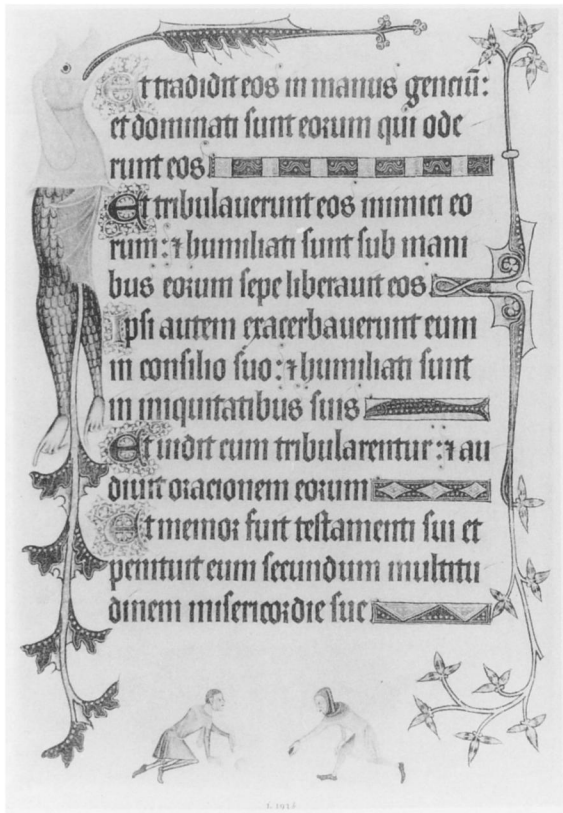 Et tradidit eos in manus genciū:
et dominati sunt eorum qui ode
runt eos
Et tribulauerunt eos inimici eo
rum: ⁊ humiliati sunt sub mani
bus eorum sepe liberauit eos
Ipsi autem exacerbauerunt eum
in consilio suo: ⁊ humiliati sunt
in iniquitatibus suis
Et uidit cum tribularentur: ⁊ au
diuit oracionem eorum
Et memor fuit testamenti sui et
penituit eum secundum multitu
dinem misericordie sue